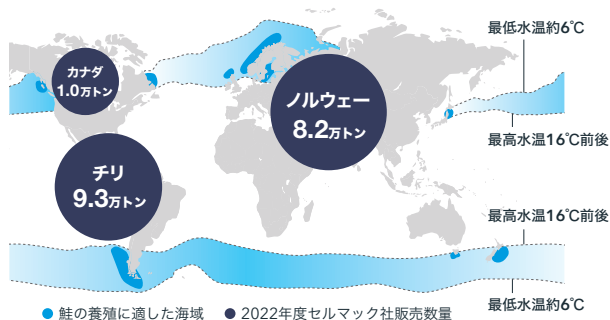 最低水温約6℃
カナダ
1.0万トン
ノルウェー
8.2万トン
最高水温16℃前後
チリ
9.3万トン
最高水温16℃前後
最低水温約6℃
鮭の養殖に適した海域
2022年度セルマック社販売数量